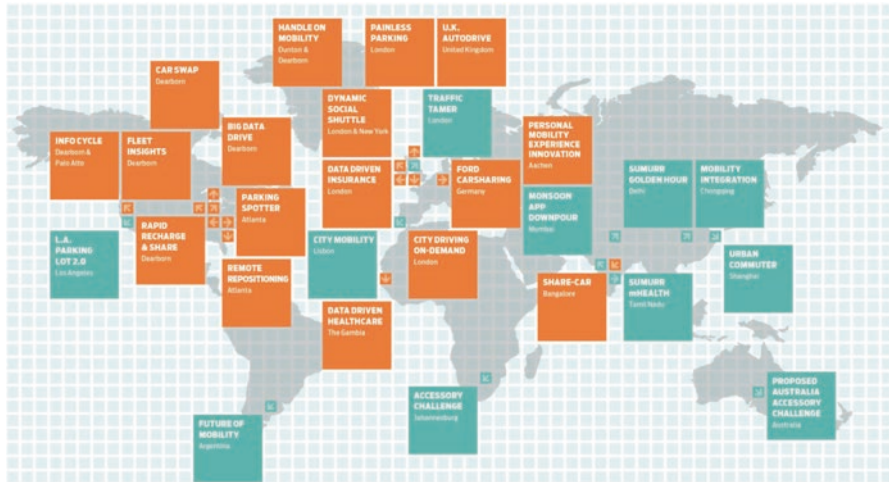 HANDLE ON
MOBILITY
Dunton &
Dearborn
PAINLESS
PARKING
London
U.K.
AUTODRIVE
United Kingdom
CAR SWAP
Dearborn
DYNAMIC
SOCIAL
SHUTTLE
London & New York
TRAFFIC
TAMER
London
BIG DATA
DRIVE
Dearborn
PERSONAL
MOBILITY
EXPERIENCE
INNOVATION
Aachen
INFO CYCLE
Dearborn &
Palo Alto
FLEET
INSIGHTS
Dearborn
DATA DRIVEN
INSURANCE
London
FORD
CARSHARING
Germany
SUMURR
GOLDEN HOUR
Delhi
MOBILITY
INTEGRATION
Chongqing
PARKING
SPOTTER
Atlanta
MONSOON
APP
DOWNPOUR
Mumbai
RAPID
RECHARGE
& SHARE
Dearborn
L.A.
PARKING
LOT 2.0
Los Angeles
CITY MOBILITY
Lisbon
CITY DRIVING
ON-DEMAND
London
URBAN
COMMUTER
Shanghai
REMOTE
REPOSITIONING
Atlanta
SHARE-CAR
Bangalore
SUMURR
mHEALTH
Tamil Nadu
DATA DRIVEN
HEALTHCARE
The Gambia
PROPOSED
AUSTRALIA
ACCESSORY
CHALLENGE
Australia
ACCESSORY
CHALLENGE
Johannesburg
FUTURE OF
MOBILITY
Argentina